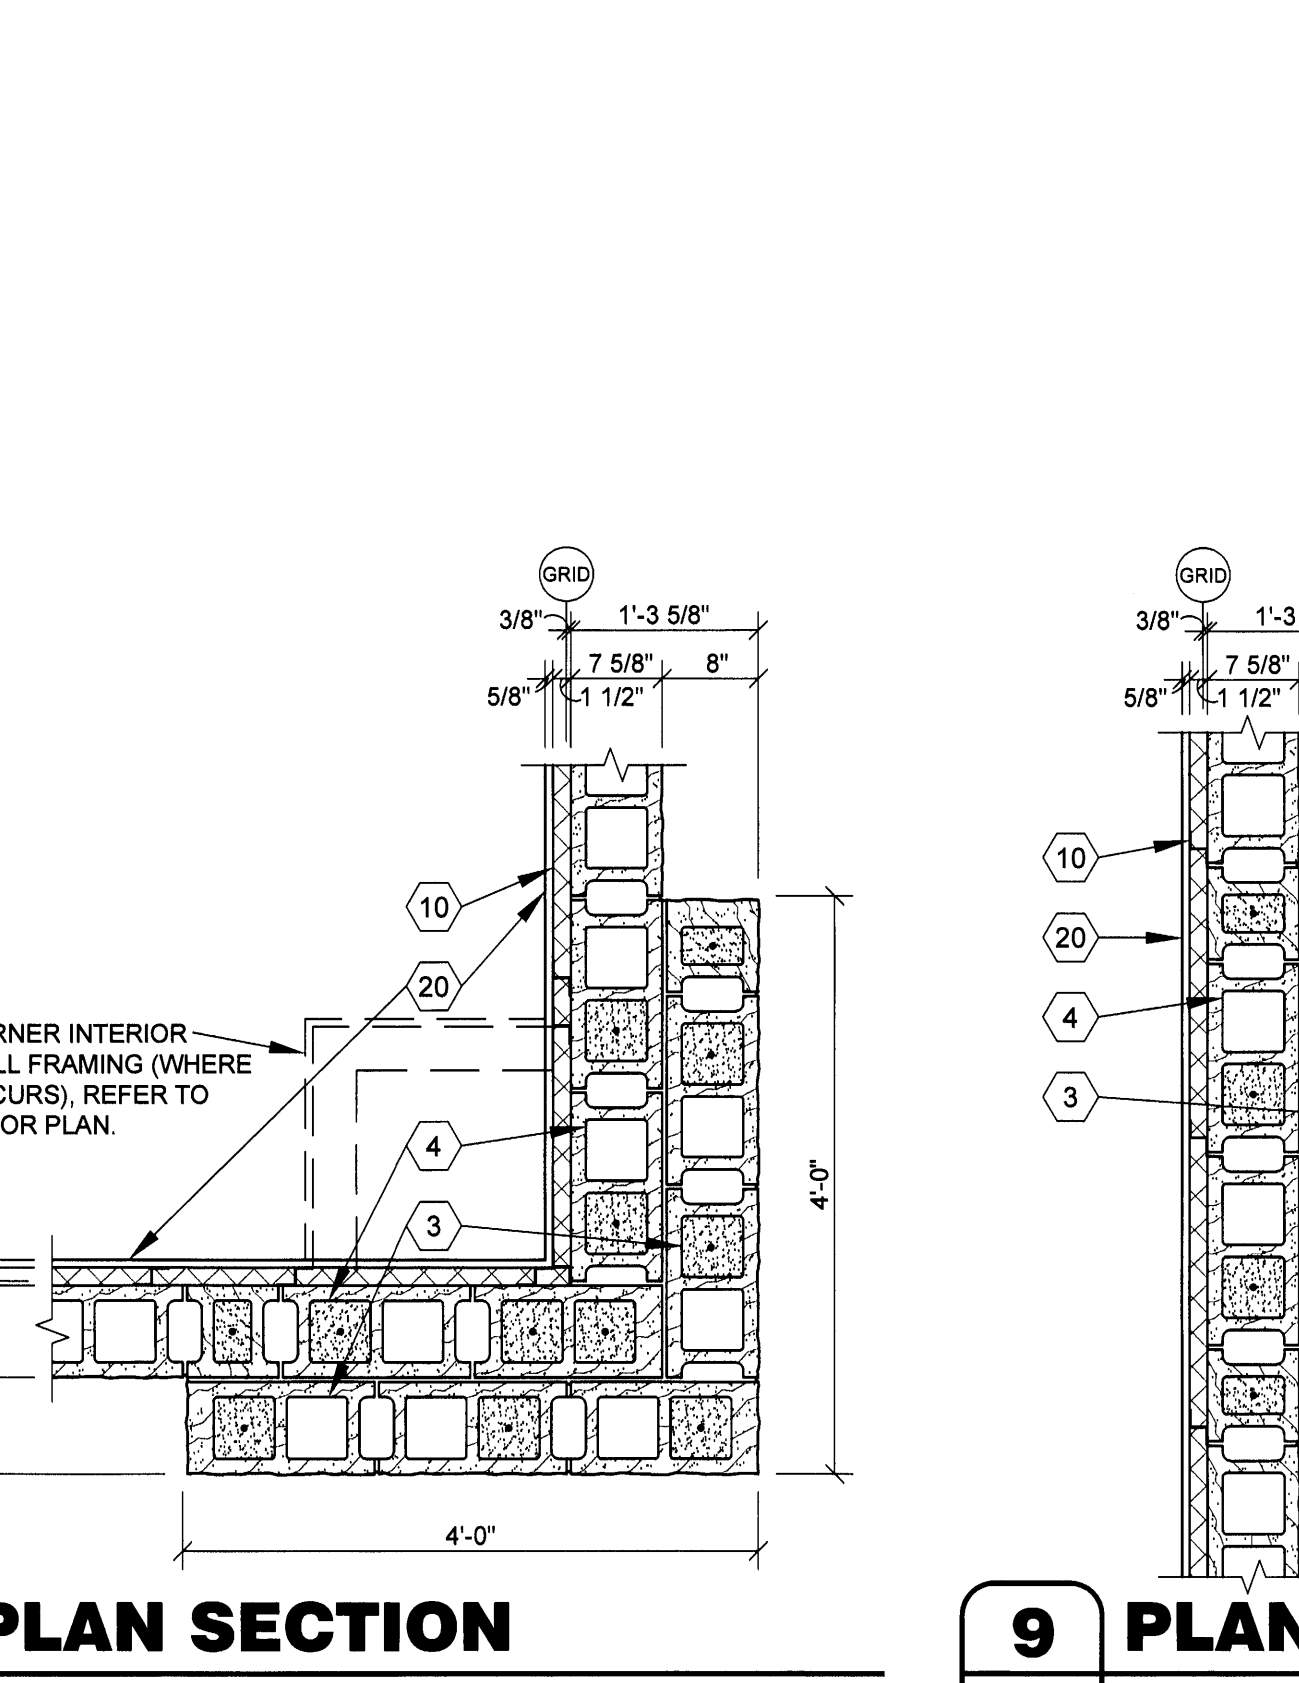 GRID
3/8"
1'-3 5/8"
7 5/8"
8"
5/8"
1 1/2"
10
20
RNER INTERIOR
LL FRAMING (WHERE
CURS), REFER TO
OR PLAN.
4
3
4'-0"
4'-0"
PLAN SECTION
GRID
3/8"
1'-3
7 5/8"
5/8"
1 1/2"
10
20
4
3
9
PLAN